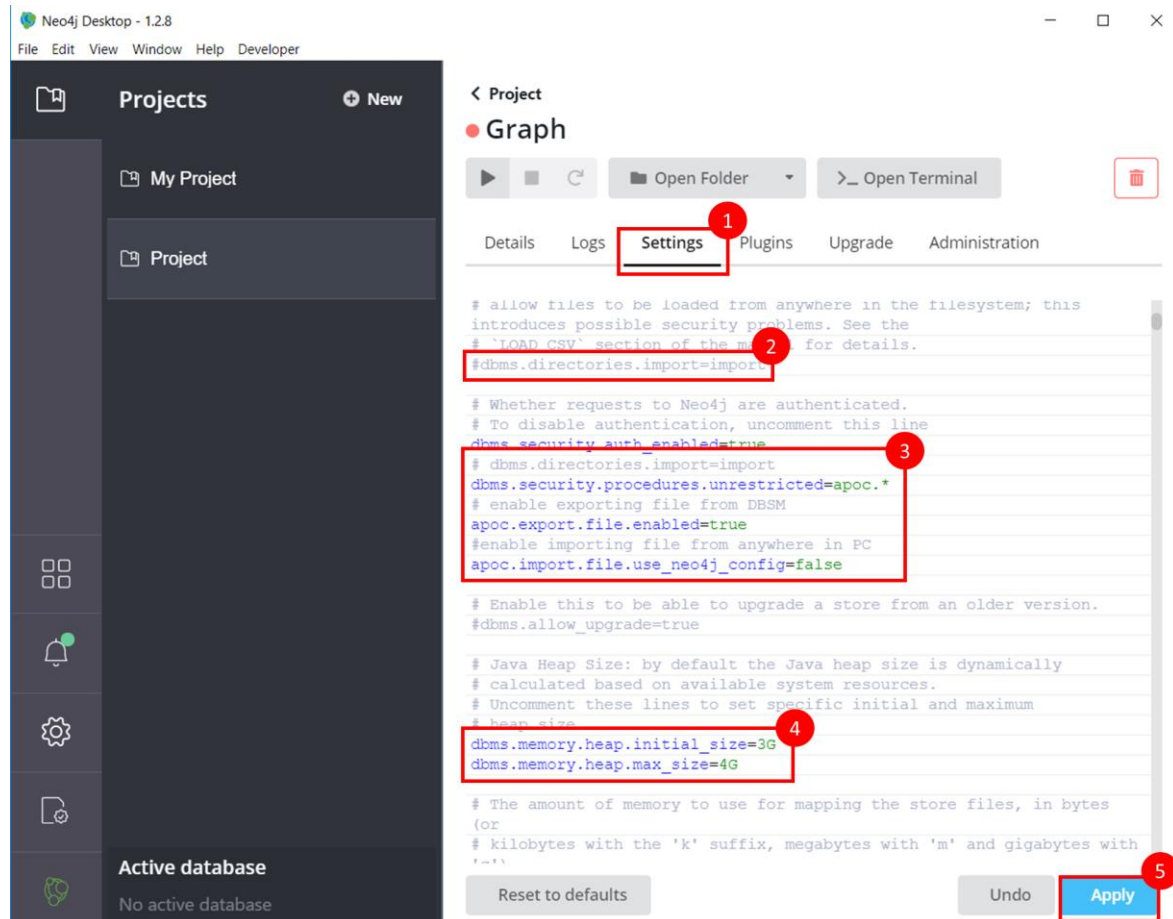 Neo4j Desktop - 1.2.8
File Edit View Window Help Developer
Projects
New
My Project
Project
Active database
No active database
Project
Graph
Open Folder
>_ Open Terminal
1
Details Logs Settings Plugins Upgrade Administration
# allow files to be loaded from anywhere in the filesystem; this
introduces possible security problems. See the
# `LOAD CSV` section of the for details.
2
#dbms.directories.import=import
# Whether requests to Neo4j are authenticated.
# To disable authentication, uncomment this line
dbms.security.auth_enabled=true
3
# dbms.directories.import=import
dbms.security.procedures.unrestricted=apoc.*
# enable exporting file from DBSM
apoc.export.file.enabled=true
#enable importing file from anywhere in PC
apoc.import.file.use_neo4j_config=false
# Enable this to be able to upgrade a store from an older version.
#dbms.allow_upgrade=true
# Java Heap Size: by default the Java heap size is dynamically
# calculated based on available system resources.
# Uncomment these lines to set specific initial and maximum
# heap size
4
dbms.memory.heap.initial_size=3G
dbms.memory.heap.max_size=4G
# The amount of memory to use for mapping the store files, in bytes
(or
# kilobytes with the 'k' suffix, megabytes with 'm' and gigabytes with
5
Reset to defaults
Undo
Apply